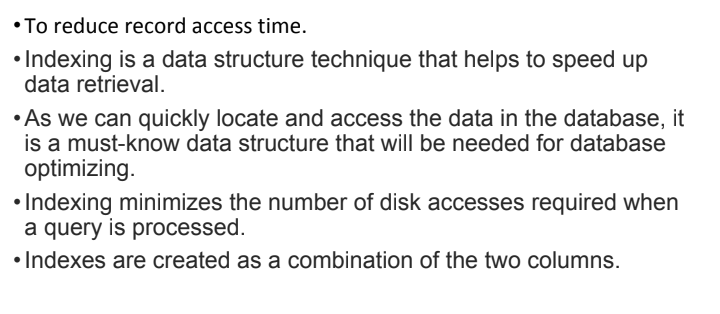 • To reduce record access time.
• Indexing is a data structure technique that helps to speed up
data retrieval.
• As we can quickly locate and access the data in the database, it
is a must-know data structure that will be needed for database
optimizing.
• Indexing minimizes the number of disk accesses required when
a query is processed.
• Indexes are created as a combination of the two columns.